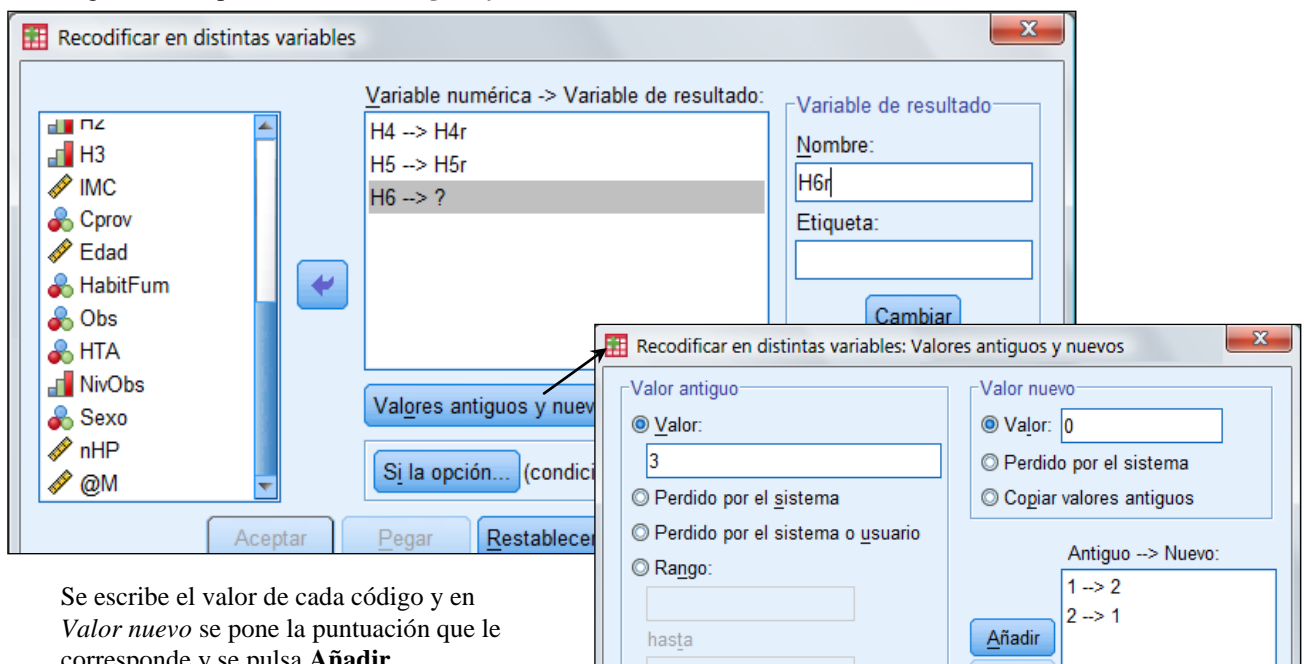 Recodificar en distintas variables
x
Variable numérica -> Variable de resultado:
H3
IMC
Cprov
Edad
HabitFum
Obs
HTA
NivObs
Sexo
nHP
@M
H4 --> H4r
H5 --> H5r
H6 --> ?
Variable de resultado
Nombre:
H6r
Etiqueta:
Cambiar
Valores antiguos y nuev
Si la opción... (condici
Aceptar
Pegar
Restablecer
Recodificar en distintas variables: Valores antiguos y nuevos
x
Valor antiguo
Valor:
3
Perdido por el sistema
Perdido por el sistema o usuario
Rango:
hasta
Valor nuevo
Valor: 0
Perdido por el sistema
Copiar valores antiguos
Antiguo --> Nuevo:
1 --> 2
2 --> 1
Añadir
Se escribe el valor de cada código y en
Valor nuevo se pone la puntuación que le
corresponde y se pulsa Añadir